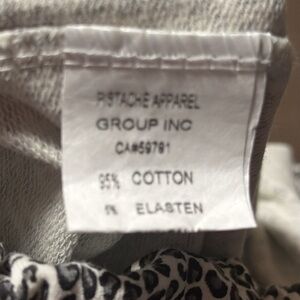 PISTACHE APPAREL
GROUP INC
CA#59791
95% COTTON
5% ELASTEN